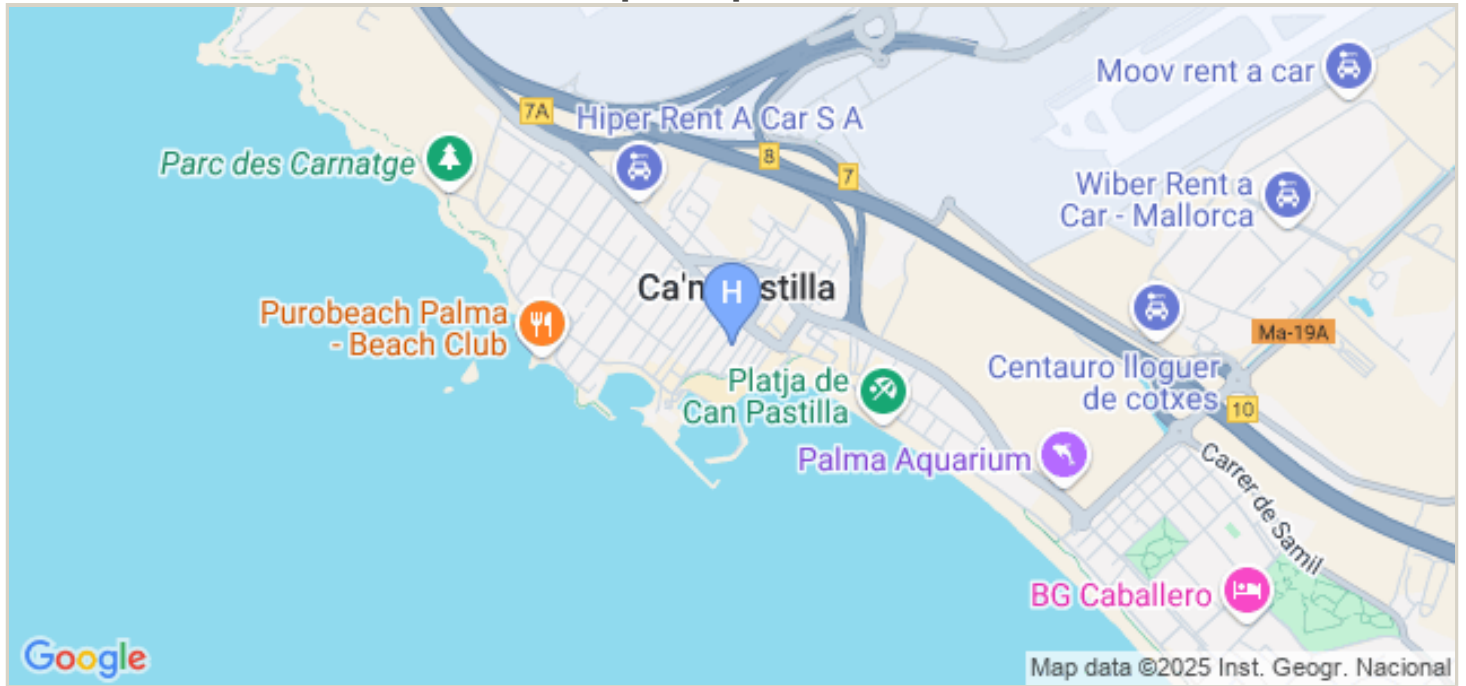 Moov rent a car
7A
Hiper Rent A Car S A
Parc des Carnatge
8
7
Wiber Rent a
Car - Mallorca
Ca'n
H
stilla
Purobeach Palma
- Beach Club
Ma-19A
Platja de
Can Pastilla
Centauro lloguer
de cotxes
10
Palma Aquarium
Carrer de Samil
BG Caballero
Google
Map data ©2025 Inst. Geogr. Nacional